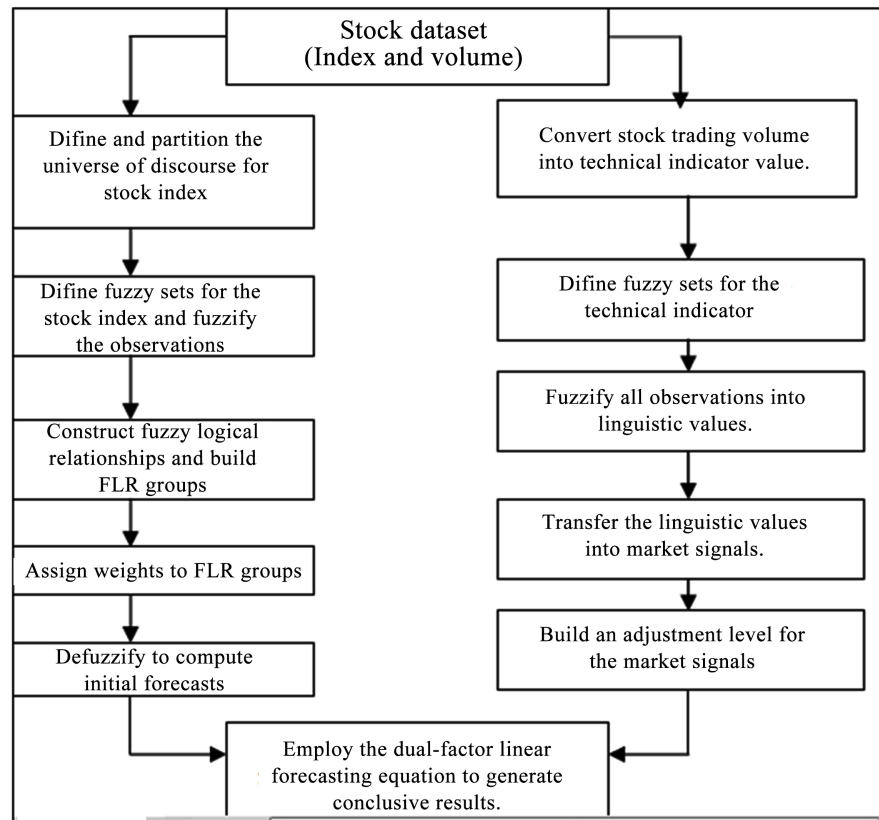 Stock dataset
(Index and volume)
Difine and partition the
universe of discourse for
stock index
Difine fuzzy sets for the
stock index and fuzzify
the observations
Construct fuzzy logical
relationships and build
FLR groups
Assign weights to FLR groups
Defuzzify to compute
initial forecasts
Convert stock trading volume
into technical indicator value.
Difine fuzzy sets for the
technical indicator
Fuzzify all observations into
linguistic values.
Transfer the linguistic values
into market signals.
Build an adjustment level for
the market signals
Employ the dual-factor linear
forecasting equation to generate
conclusive results.